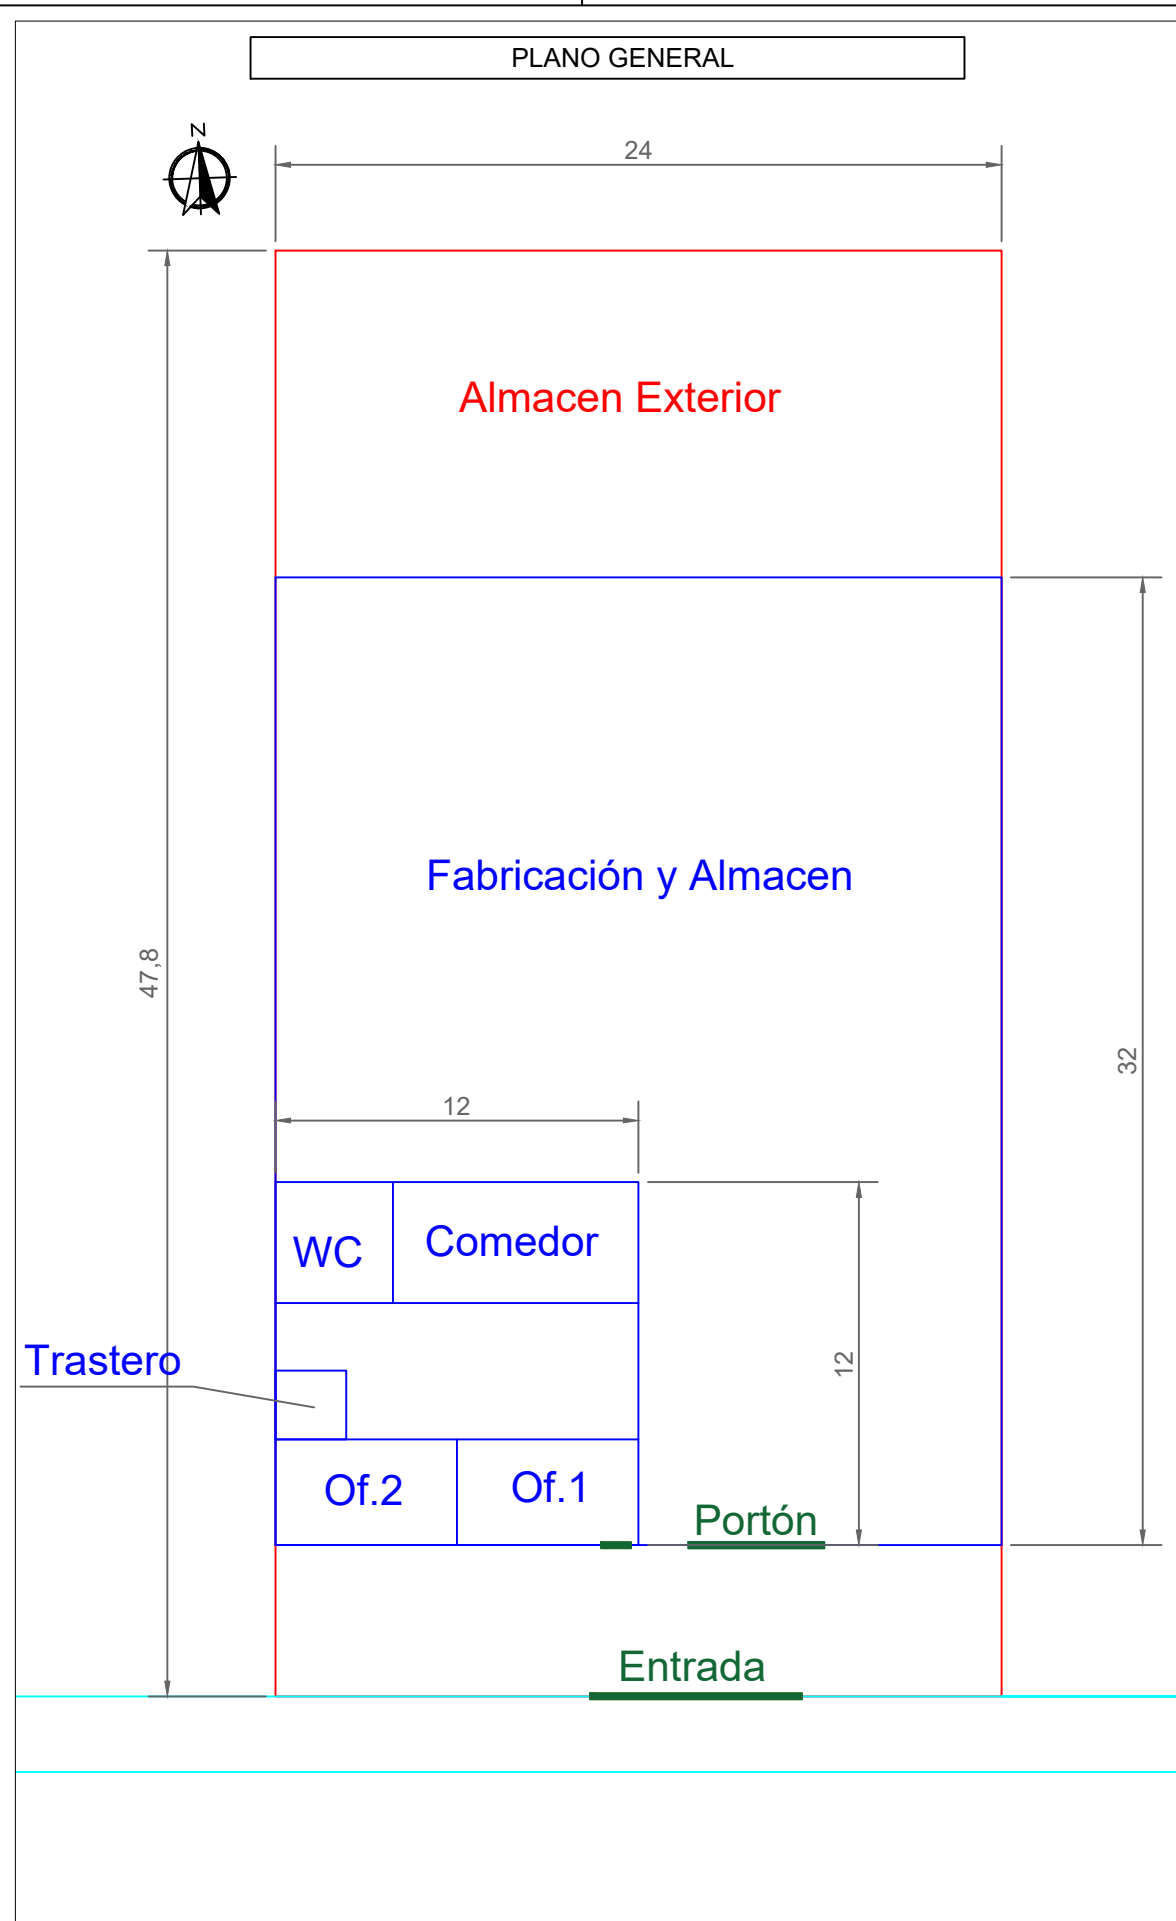 PLANO GENERAL
N
24
Almacen Exterior
Fabricación y Almacen
47,8
32
12
WC
Comedor
Trastero
12
Of.2
Of.1
Portón
Entrada